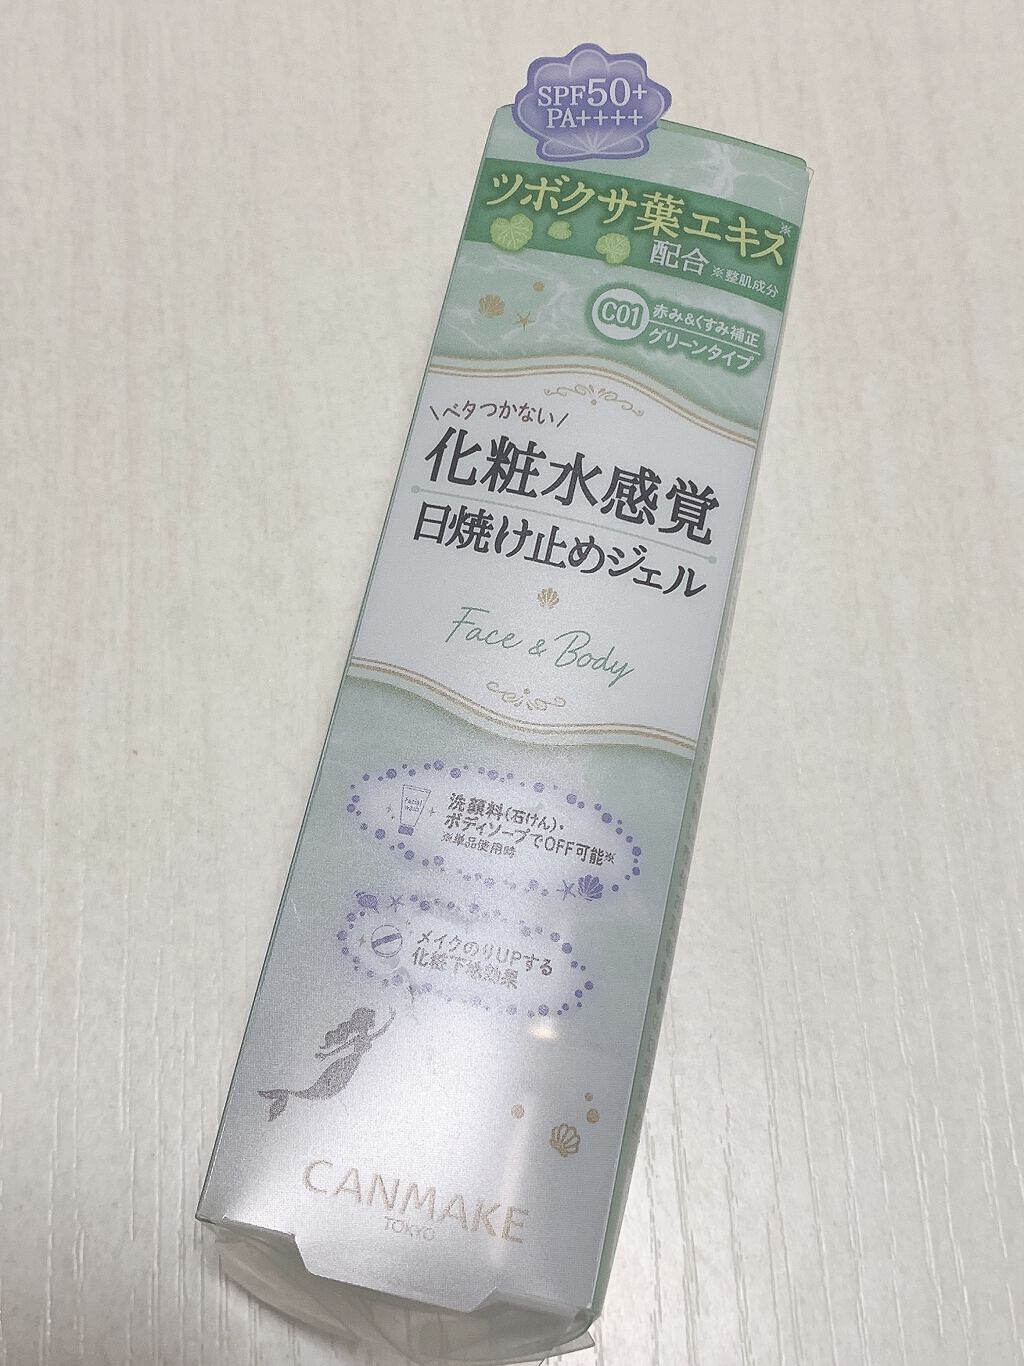 SPF50+
PA++++
ツボクサ葉エキス※
配合 ※整肌成分
C01 赤み&くすみ補正
グリーンタイプ
\ベタつかない/
化粧水感覚
日焼け止めジェル
Face & Body
facial
wash
洗顔料(石けん)・
ボディソープでOFF可能※
※単品使用時
メイクのりUPする
化粧下地効果
CANMAKE
TOKYO